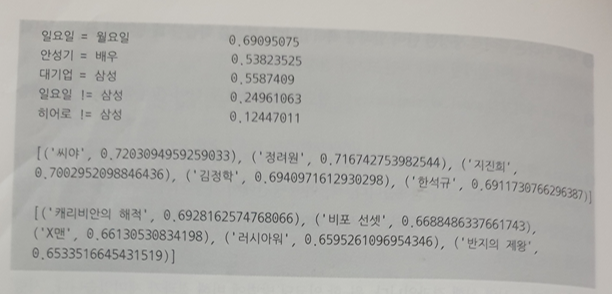 일요일 = 월요일 0.69095075
안성기 = 배우 0.53823525
대기업 = 삼성 0.5587409
일요일 != 삼성 0.24961063
히어로 != 삼성 0.12447011
[('씨야', 0.7203094959259033), ('정려원', 0.716742753982544), ('지진희',
0.7002952098846436), ('김정학', 0.6940971612930298), ('한석규', 0.6911730766296387)]
[('캐리비안의 해적', 0.6928162574768066), ('비포 선셋', 0.6688486337661743),
('X맨', 0.66130530834198), ('러시아워', 0.6595261096954346), ('반지의 제왕',
0.6533516645431519)]